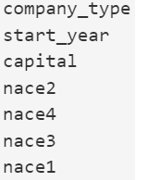 company_type
start_year
capital
nace2
nace4
nace3
nace1